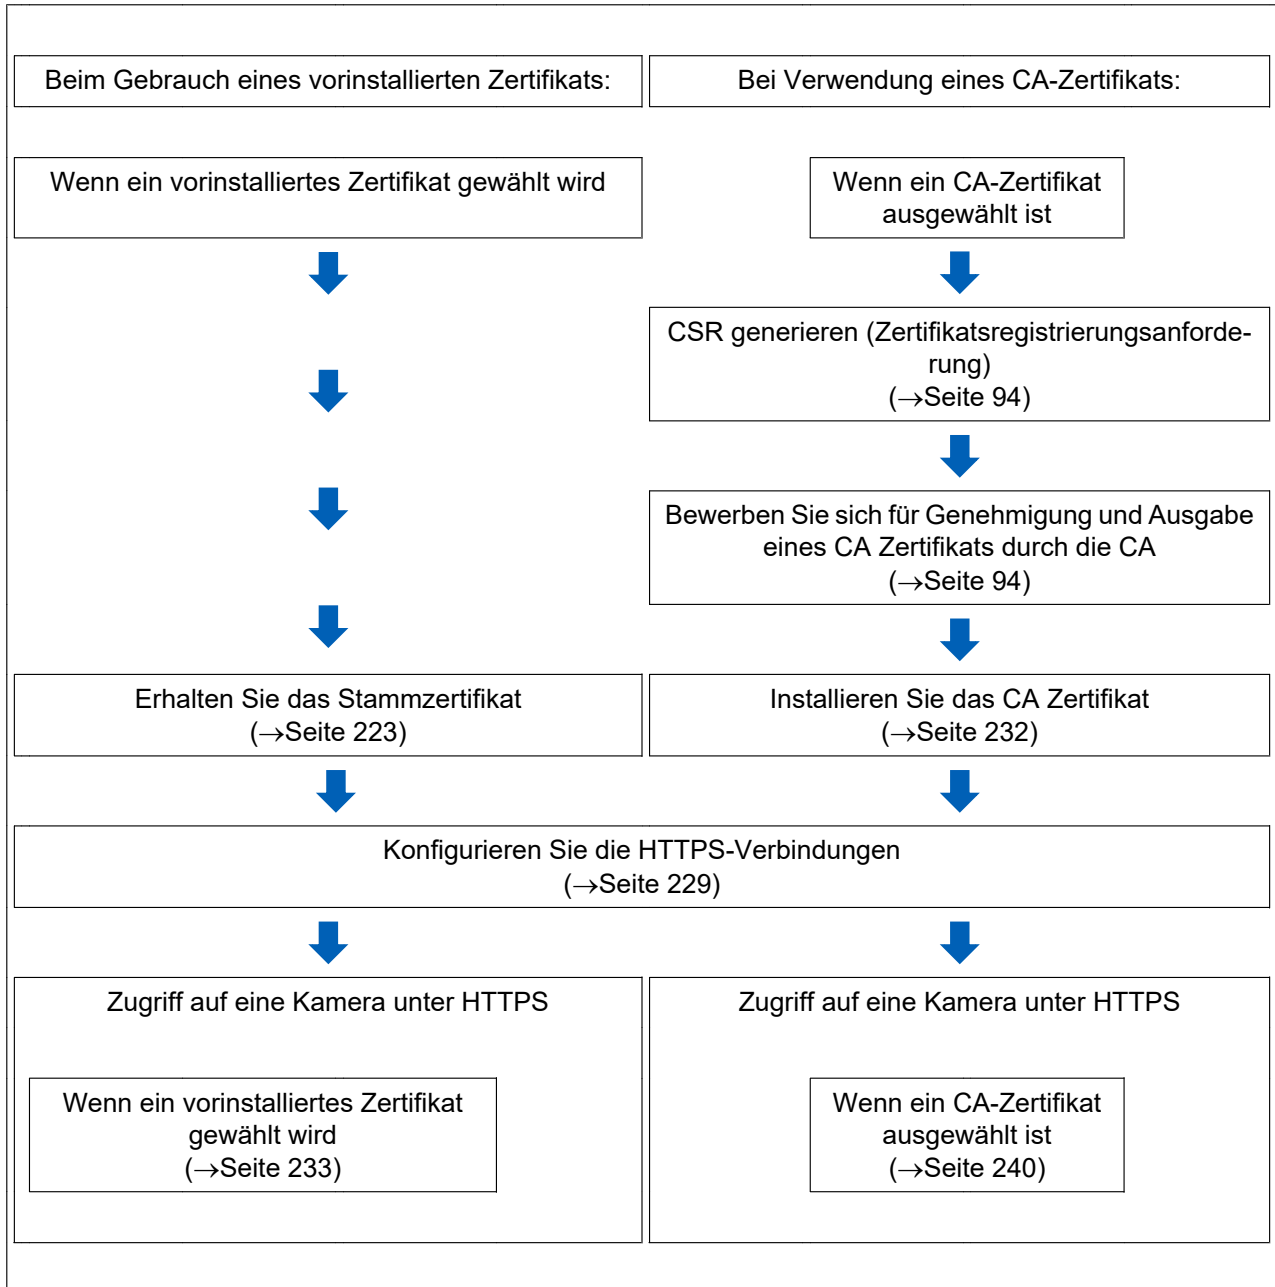 Beim Gebrauch eines vorinstallierten Zertifikats:
Bei Verwendung eines CA-Zertifikats:
Wenn ein vorinstalliertes Zertifikat gewählt wird
Wenn ein CA-Zertifikat
ausgewählt ist
CSR generieren (Zertifikatsregistrierungsanforde-
rung)
(→Seite 94)
Bewerben Sie sich für Genehmigung und Ausgabe
eines CA Zertifikats durch die CA
(→Seite 94)
Erhalten Sie das Stammzertifikat
(→Seite 223)
Installieren Sie das CA Zertifikat
(→Seite 232)
Konfigurieren Sie die HTTPS-Verbindungen
(→Seite 229)
Zugriff auf eine Kamera unter HTTPS
Wenn ein vorinstalliertes Zertifikat
gewählt wird
(→Seite 233)
Zugriff auf eine Kamera unter HTTPS
Wenn ein CA-Zertifikat
ausgewählt ist
(→Seite 240)